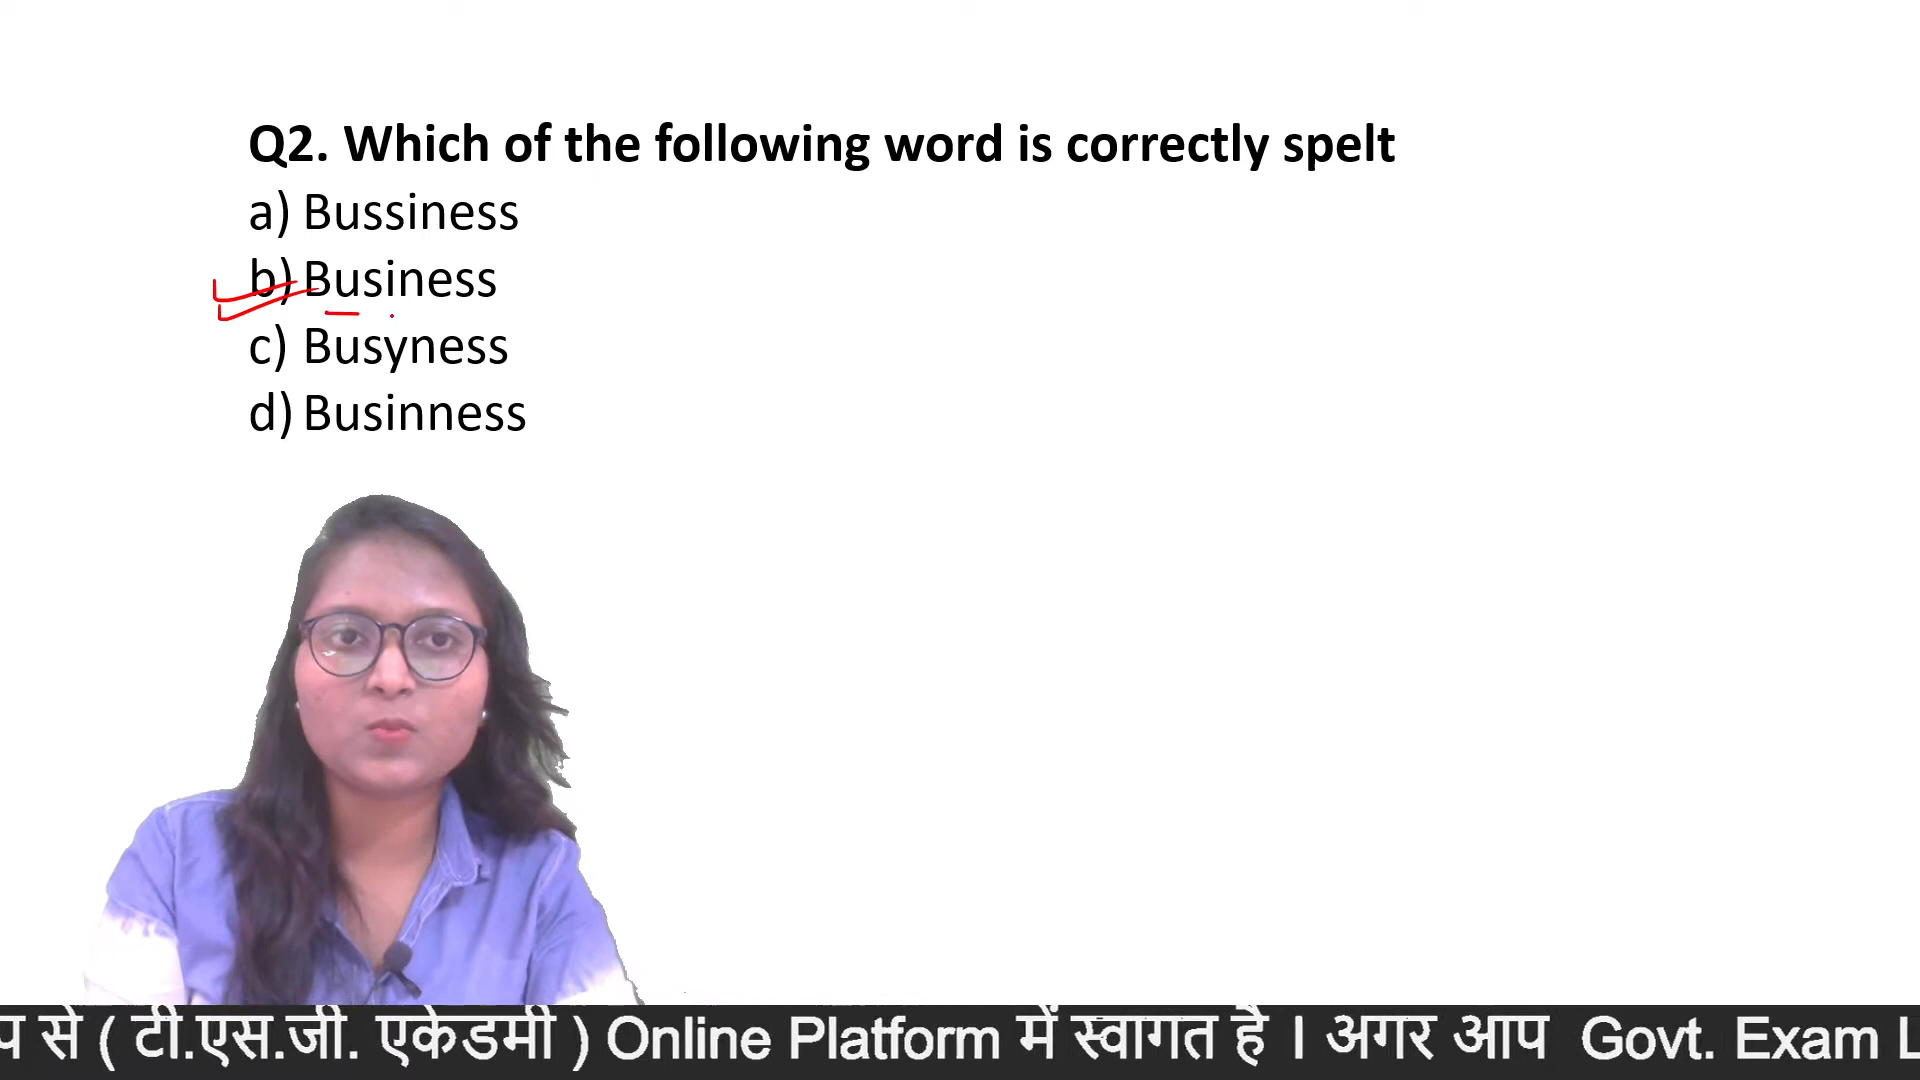 Q2. Which of the following word is correctly spelt
a) Bussiness
b) Business
c) Busyness
d) Businness
प से ( टी.एस.जी. एकेडमी ) Online Platform में स्वागत है । अगर आप Govt. Exam L